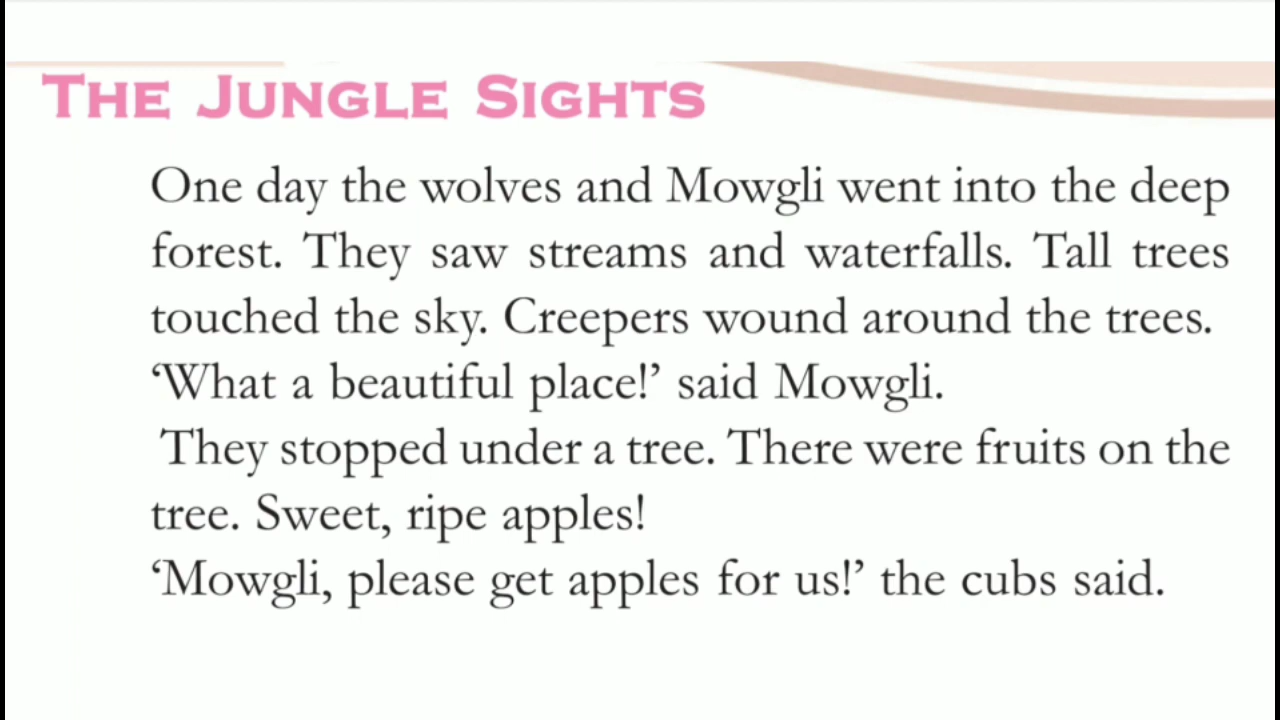 The Jungle Sights
One day the wolves and Mowgli went into the deep
forest. They saw streams and waterfalls. Tall trees
touched the sky. Creepers wound around the trees.
‘What a beautiful place!’ said Mowgli.
They stopped under a tree. There were fruits on the
tree. Sweet, ripe apples!
‘Mowgli, please get apples for us!’ the cubs said.